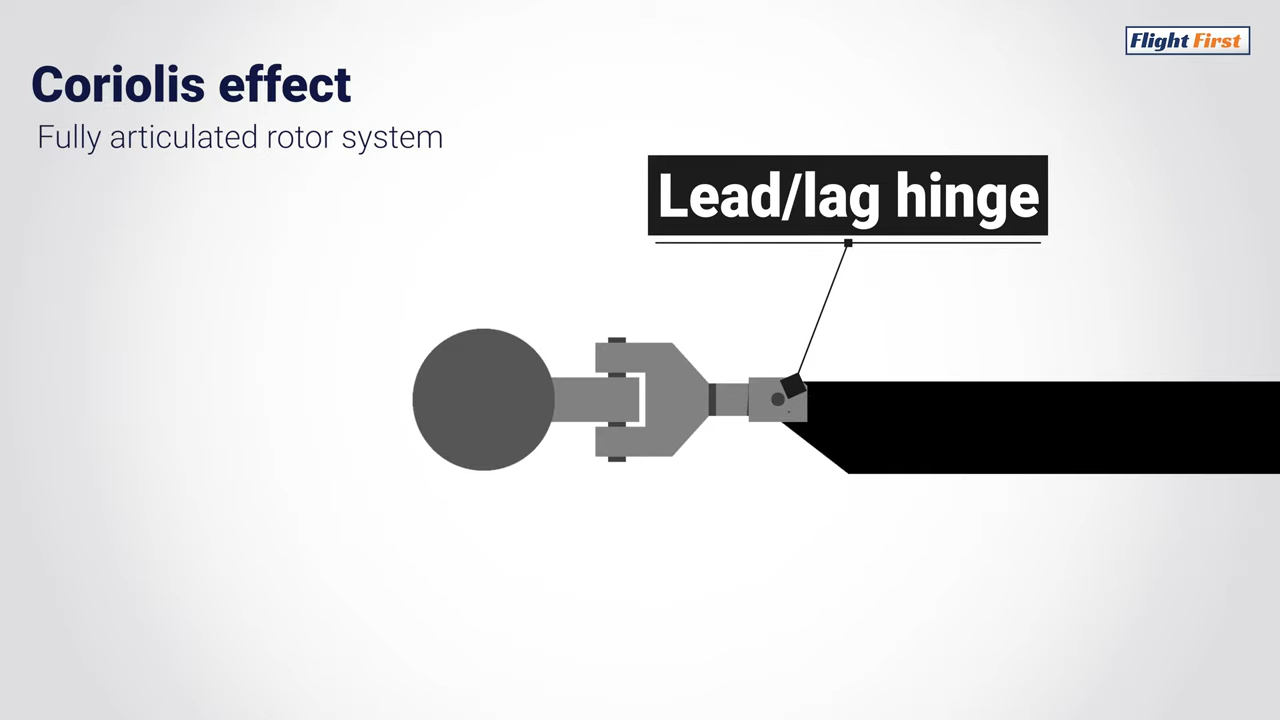 Flight First
Coriolis effect
Fully articulated rotor system
Lead/lag hinge